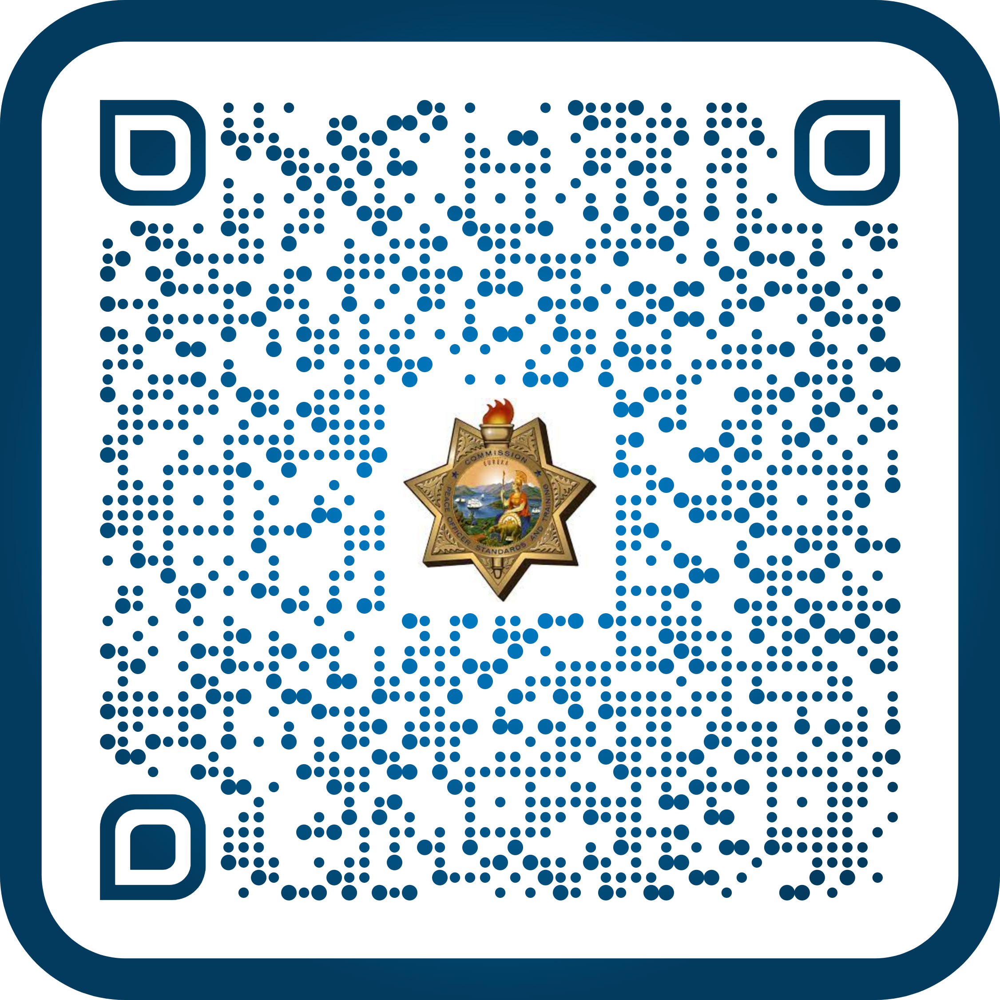 COMMISSION
EUREKA
PEACE OFFICER STANDARDS AND TRAINING